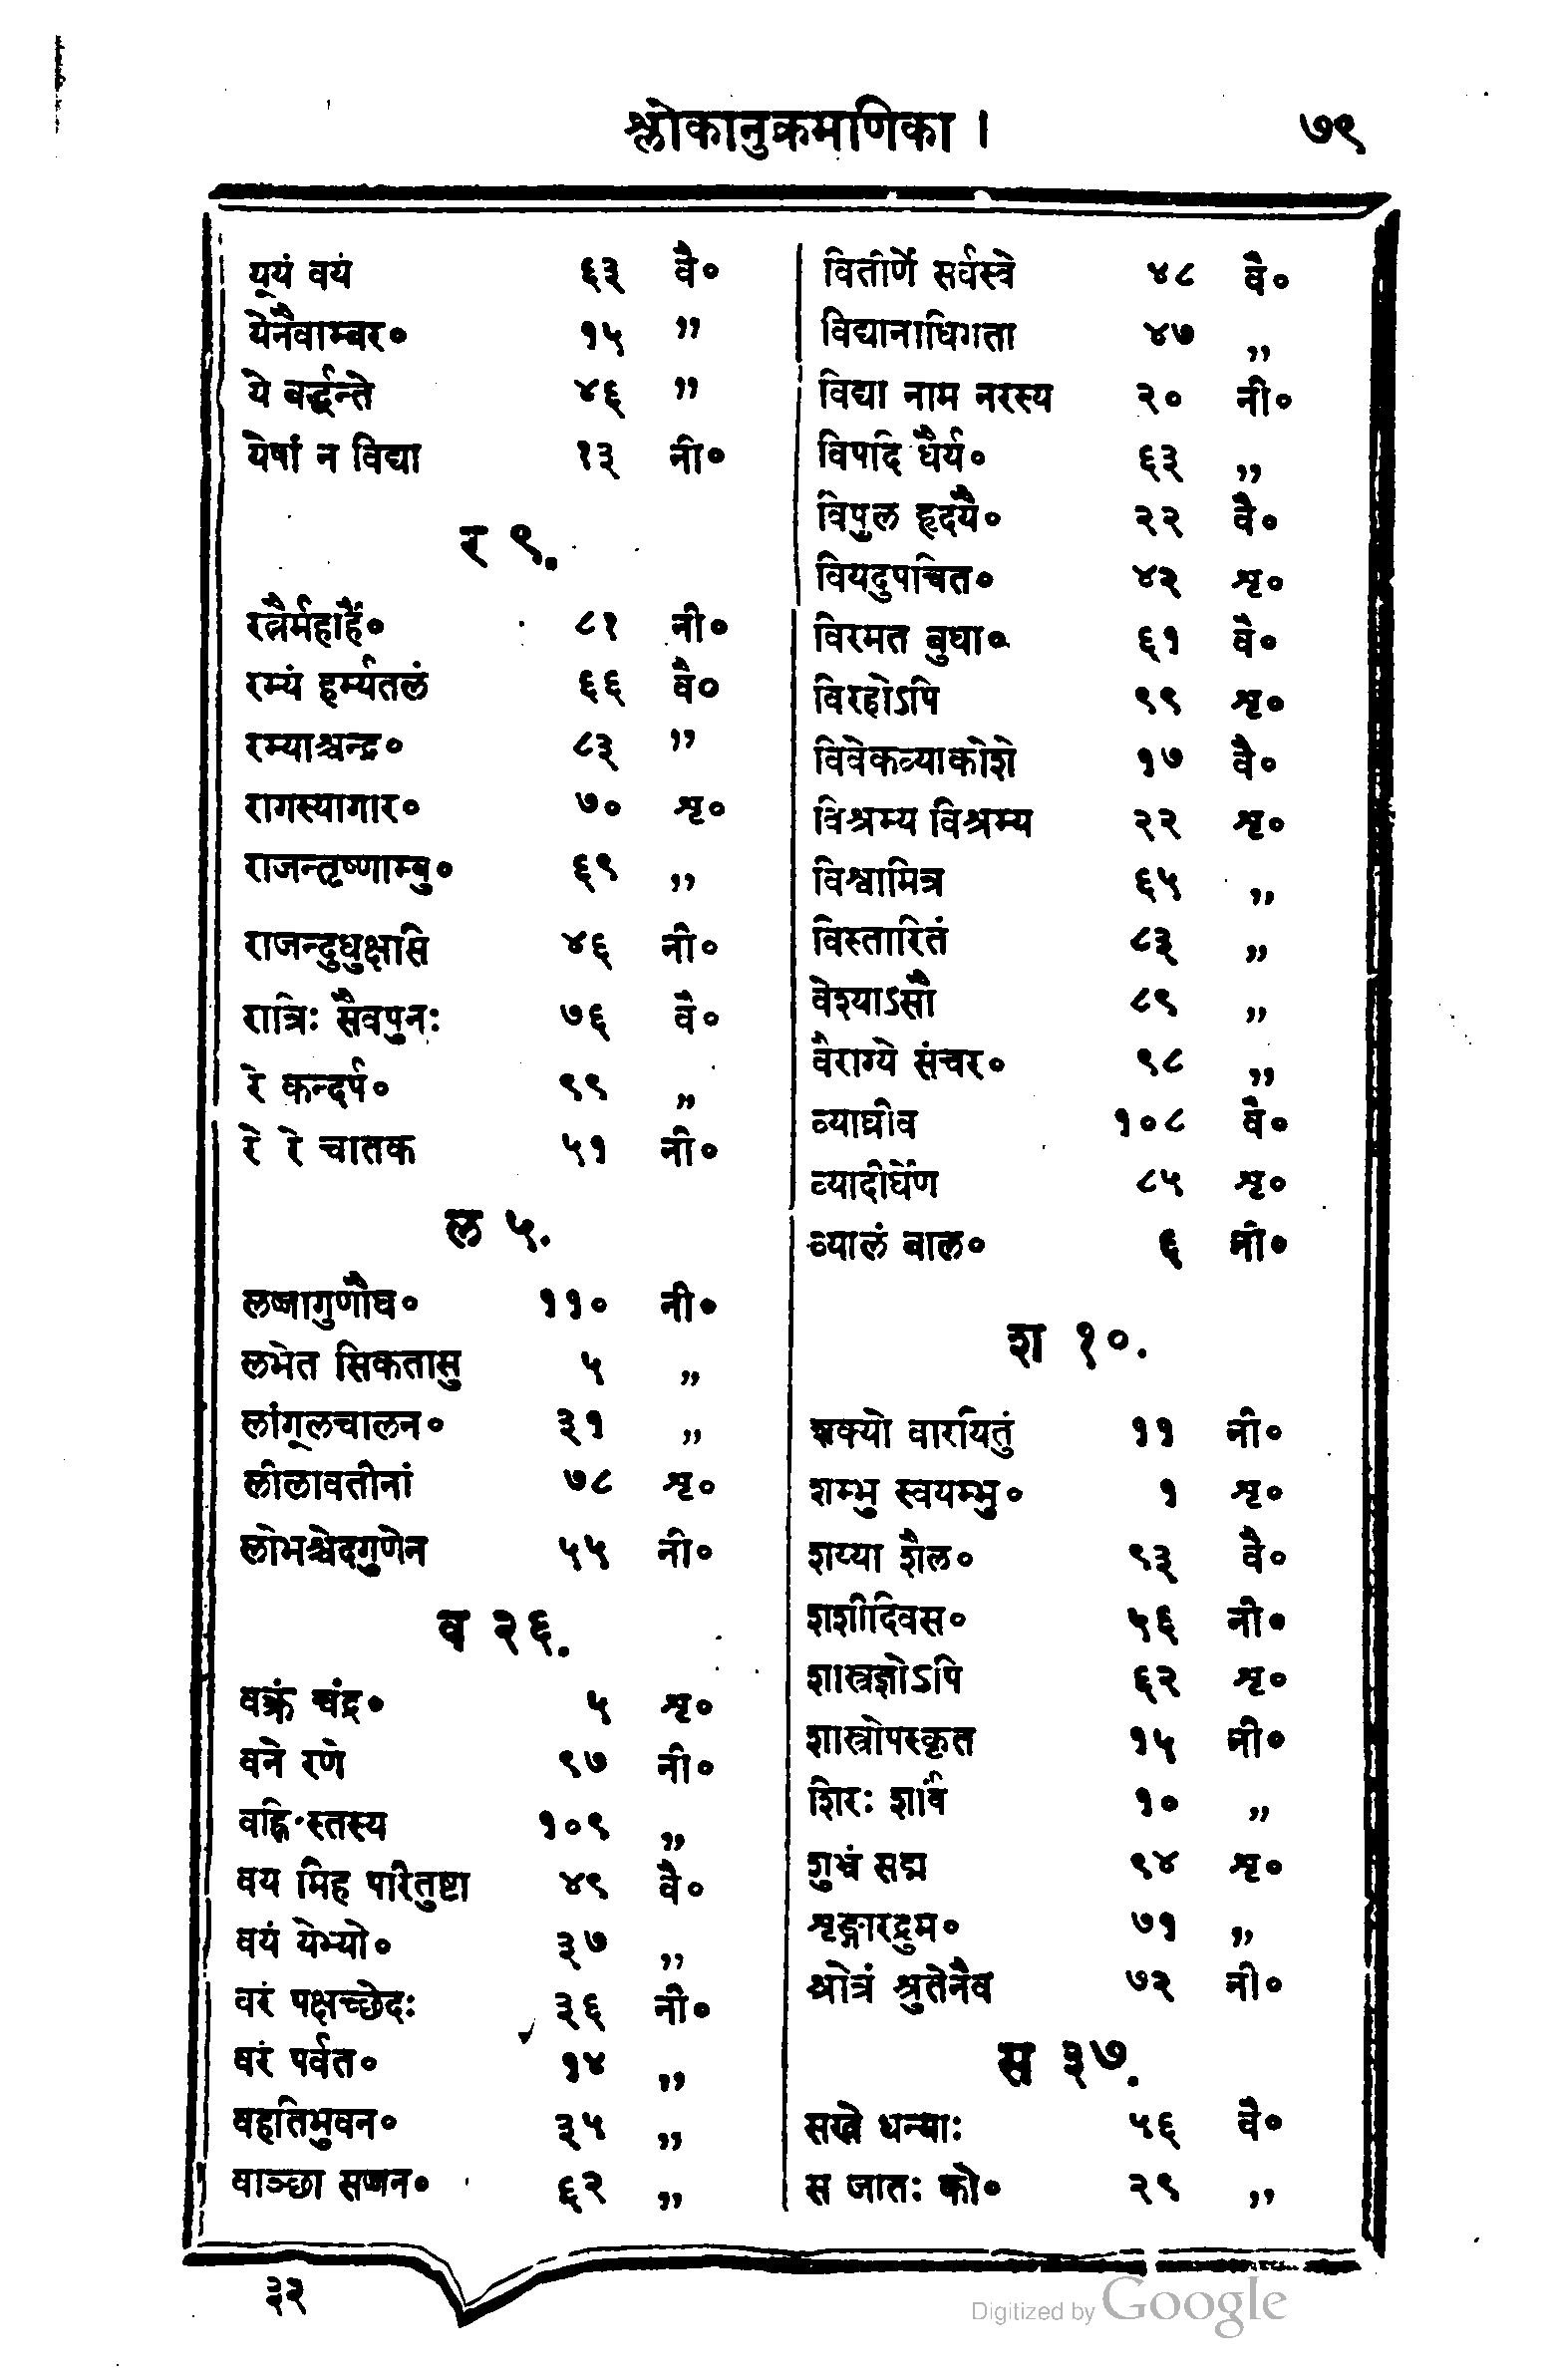 श्लोकानुक्रमाणिका । ७९
यूयं वयं ६३ वै०
येनैवाम्बर० १५ ”
ये बर्द्धन्ते ४६ ”
येषां न विद्या १३ नी०
र ९.
रत्नैर्महार्है० ८१ नी०
रम्यं हर्म्यतलं ६६ वै०
रम्याश्चन्द्र० ८३ ”
रागस्यागार० ७० शृ०
राजन्तृष्णाम्बु० ६९ ,,
राजन्दुधुक्षासि ४६ नी०
रात्रिः सैवपुनः ७६ वै०
रे कन्दर्प० ९९ ,,
रे रे चातक ५१ नी०
ल ५.
लज्जागुणौघ० ११० नी०
लभेत सिकतासु ५ ,,
लांगूलचालन० ३१ ,,
लीलावतीनां ७८ शृ०
लोभश्चेदगुणेन ५५ नी०
व २६.
वक्रं चंद्र० ५ शृ०
वने रणे ९७ नी०
वह्नि स्तस्य १०९ ,,
वय मिह पारितुष्टा ४९ वै०
वयं येभ्यो० ३७ ,,
वरं पक्षच्छेदः ३६ नी०
वरं पर्वत० १४ ,,
वहतिभुवन० ३५ ,,
वाञ्छा सज्जन० ६२ ,,
वितीर्णे सर्वस्वे ४८ वै०
विद्यानाधिगता ४७ ,,
विद्या नाम नरस्य २० नी०
विपदि धैर्य० ६३ ,,
विपुल हृदयै० २२ वै०
वियदुपचित० ४२ शृ०
विरमत बुधा० ६१ वै०
विरहोऽपि ९९ शृ०
विवेकव्याकोशे १७ वै०
विश्रम्य विश्रम्य २२ शृ०
विश्वामित्र ६५ ,,
विस्तारितं ८३ ,,
वेश्याऽसौ ८९ ,,
वैराग्ये संचर० ९८ ,,
व्याघ्रीव १०८ वै०
व्यादीर्घेण ८५ शृ०
व्यालं बाल० ६ नी०
श १०.
शक्यो वारयितुं ११ नी०
शम्भु स्वयम्भु० १ शृ०
शय्या शैल० ९३ वै०
शशीदिवस० ५६ नी०
शास्त्रज्ञोऽपि ६२ शृ०
शास्त्रोपस्कृत १५ नी०
शिरः शार्वं १० ,,
शुभ्रं सद्म ९४ शृ०
शृङ्गारद्रुम० ७१ ,,
श्रोत्रं श्रुतेनैव ७२ नी०
स ३७.
सखे धन्याः ५६ वै०
स जातः को० २९ ,,
३२
Digitized by Google